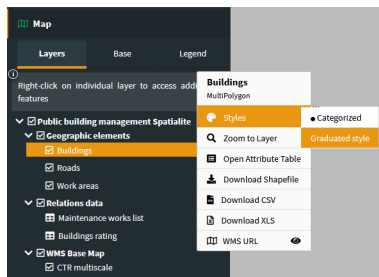 Map
Layers Base Legend
Right-click on individual layer to access addi
features
Public building management Spatialite
Geographic elements
Buildings
Roads
Work areas
Relations data
Maintenance works list
Buildings rating
WMS Base Map
CTR multiscale
Buildings
MultiPolygon
Styles
Zoom to Layer
Open Attribute Table
Download Shapefile
Download CSV
Download XLS
WMS URL
Categorized
Graduated style